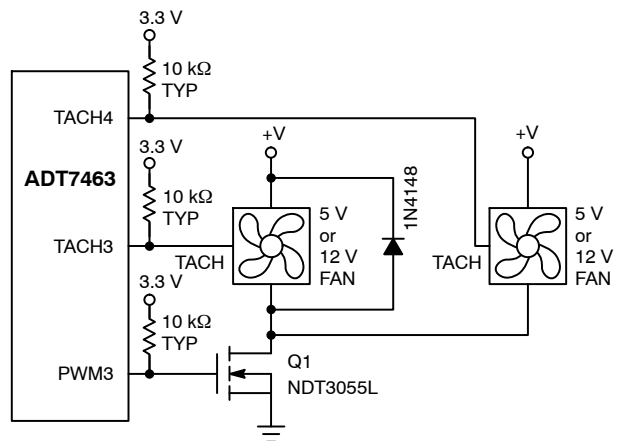 3.3 V
10 kΩ
TYP
TACH4
3.3 V
+V
+V
ADT7463
10 kΩ
TYP
1N4148
5 V
or
12 V
FAN
5 V
or
12 V
FAN
TACH3
TACH
TACH
3.3 V
10 kΩ
TYP
Q1
NDT3055L
PWM3